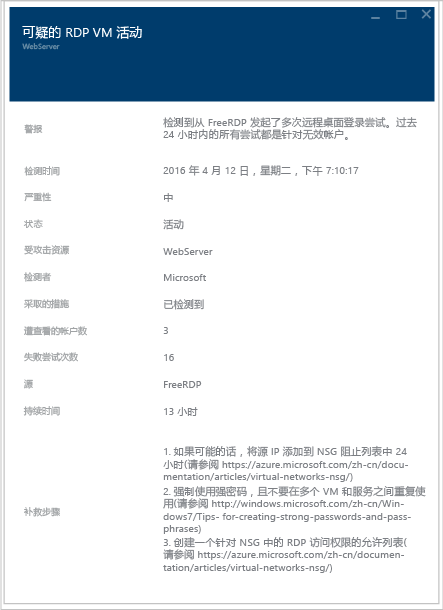 可疑的 RDP VM 活动
WebServer
警报
检测到从 FreeRDP 发起了多次远程桌面登录尝试。过去
24 小时内的所有尝试都是针对无效帐户。
检测时间
2016 年 4 月 12 日，星期二，下午 7:10:17
严重性
中
状态
活动
受攻击资源
WebServer
检测者
Microsoft
采取的措施
已检测到
遭查看的帐户数
3
失败尝试次数
16
源
FreeRDP
持续时间
13 小时
补救步骤
1. 如果可能的话，将源 IP 添加到 NSG 阻止列表中 24
小时(请参阅 https://azure.microsoft.com/zh-cn/docu-
mentation/articles/virtual-networks-nsg/)
2. 强制使用强密码，且不要在多个 VM 和服务之间重复使
用(请参阅 http://windows.microsoft.com/zh-cn/Win-
dows7/Tips- for-creating-strong-passwords-and-pass-
phrases)
3. 创建一个针对 NSG 中的 RDP 访问权限的允许列表(
请参阅 https://azure.microsoft.com/zh-cn/documen-
tation/articles/virtual-networks-nsg/)